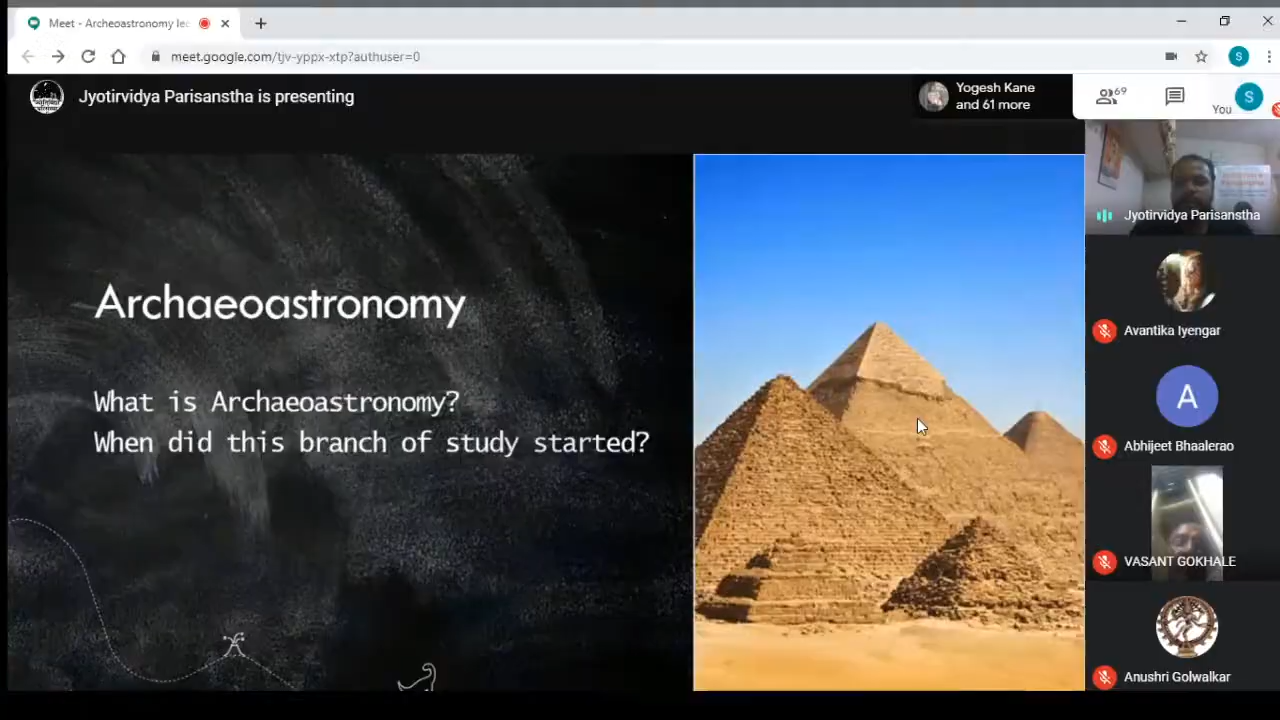 Meet - Archeoastronomy lec
meet.google.com/tjv-yppx-xtp?authuser=0
Jyotirvidya Parisanstha is presenting
Yogesh Kane
and 61 more
69
You
S
S
Jyotirvidya Parisanstha
Archaeoastronomy
What is Archaeoastronomy?
When did this branch of study started?
Avantika Iyengar
A
Abhijeet Bhaalerao
VASANT GOKHALE
Anushri Golwalkar